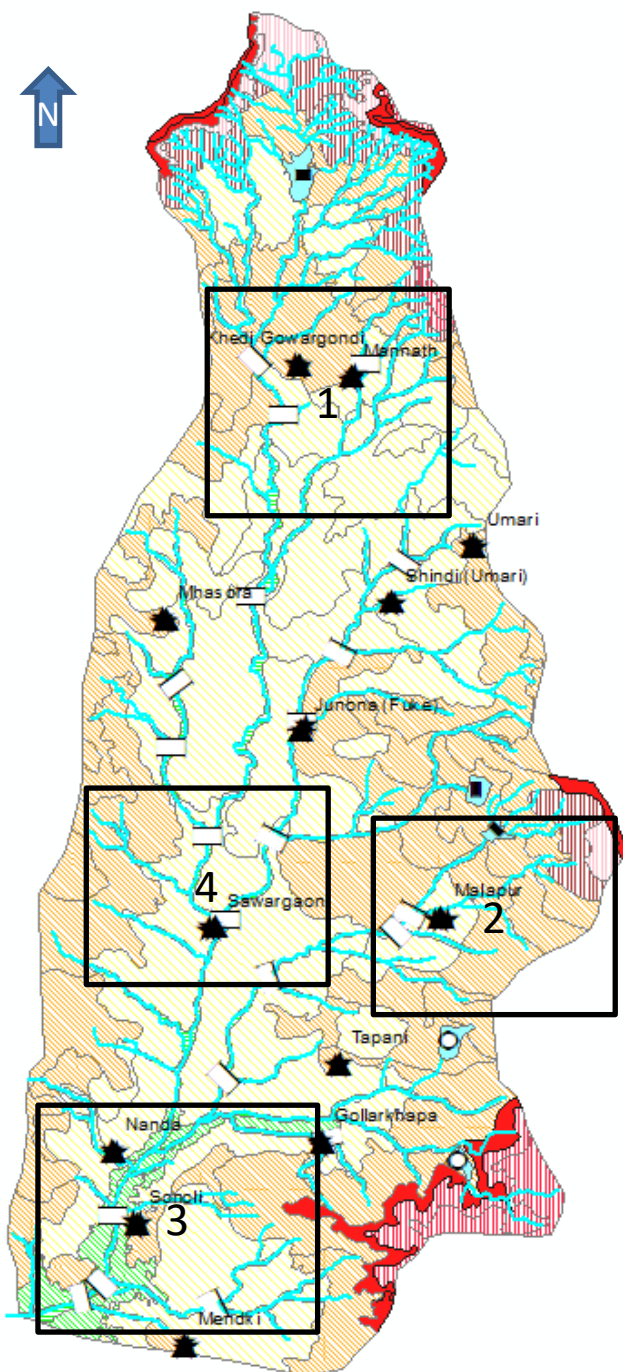 N
Khedi Gowargondi
Mannath
1
Umari
Shindi (Umari)
Mhasora
Junona (Fuke)
4
Sawargaon
Malapur
2
Tapani
Nanda
Gollarkhapa
Sonoli
3
Mendki